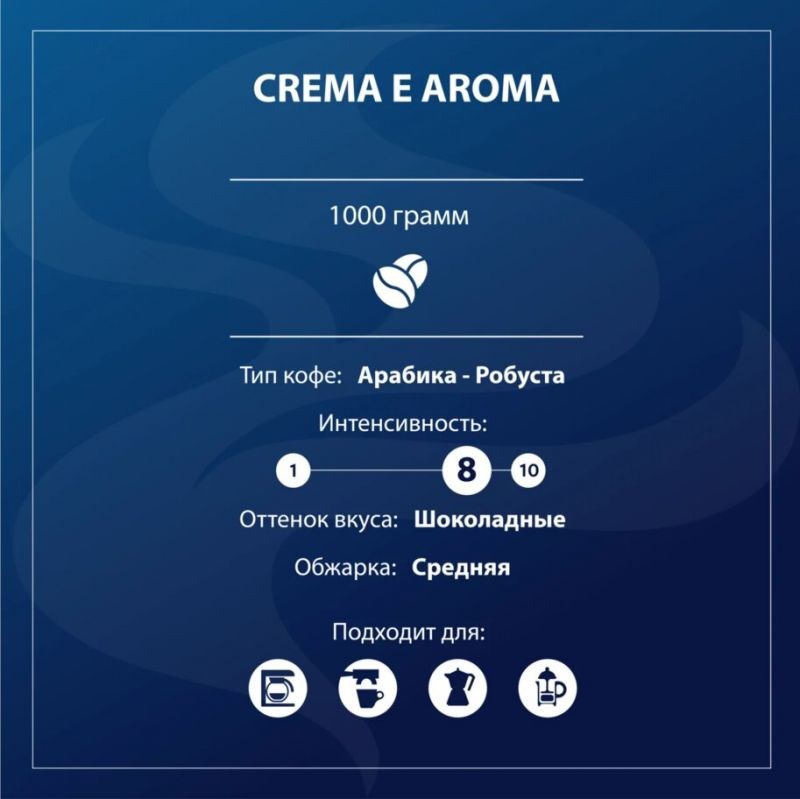 CREMA E AROMA
1000 грамм
Тип кофе: Арабика - Робуста
Интенсивность:
1 8 10
Оттенок вкуса: Шоколадные
Обжарка: Средняя
Подходит для: